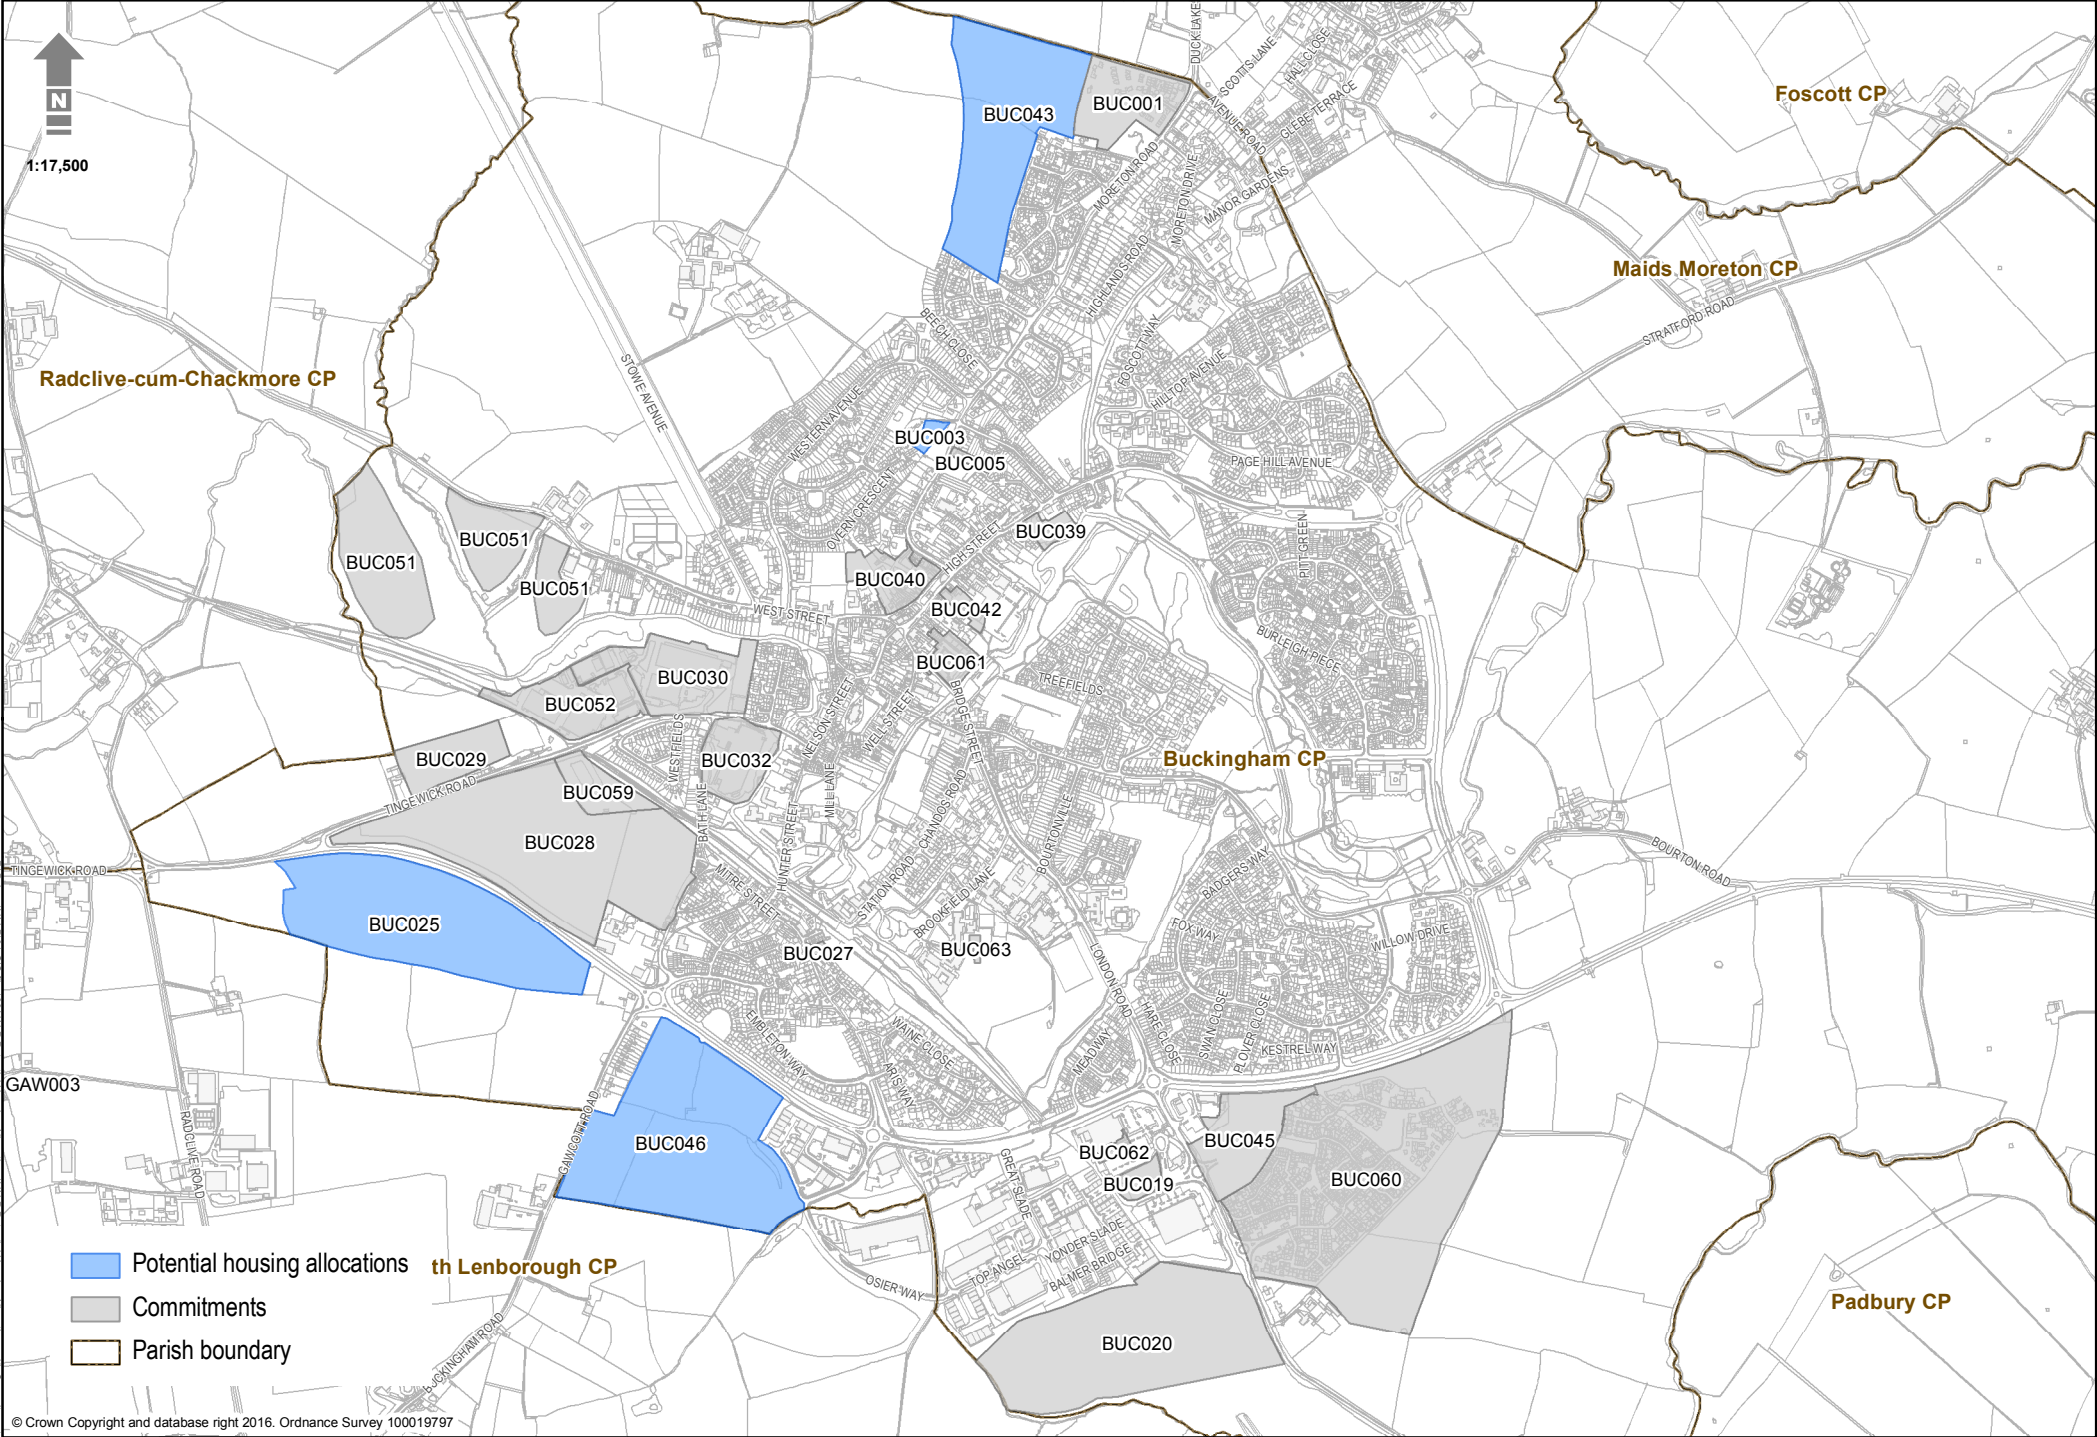 DUCK LAKE
SCOTTS LANE
HALL CLOSE
Foscott CP
BUC001
BUC043
N
AVENUE ROAD
GLEBE TERRACE
1:17,500
MORETON ROAD
MORETON DRIVE
MANOR GARDENS
Maids Moreton CP
HIGHLANDS ROAD
STRATFORD ROAD
BEECH CLOSE
FOSCOTT WAY
HILLTOP AVENUE
Radclive-cum-Chackmore CP
STOWE AVENUE
WESTERN AVENUE
BUC003
BUC005
PAGE HILL AVENUE
OVERN CRESCENT
BUC039
HIGH STREET
PITT GREEN
BUC051
BUC051
BUC051
BUC040
BUC042
WEST STREET
BURLEIGH PIECE
BUC061
BUC030
TREEFIELDS
BUC052
BRIDGE STREET
NELSON STREET
WELL STREET
WESTFIELDS
BUC029
BUC032
Buckingham CP
TINGEWICK ROAD
BUC059
MILL LANE
CHANDOS ROAD
BATH LANE
HUNTER STREET
BOURTONVILLE
BUC028
BOURTON ROAD
TINGEWICK ROAD
MITRE STREET
STATION ROAD
BROOKFIELD LANE
BADGERS WAY
BUC025
FOX WAY
WILLOW DRIVE
BUC027
BUC063
LONDON ROAD
EMBLETON WAY
WAINE CLOSE
HARE CLOSE
SWAN CLOSE
PLOVER CLOSE
KESTREL WAY
MEADWAY
ARIS WAY
GAW003
RADCLIVE ROAD
GAWCOTT ROAD
BUC046
BUC045
BUC062
BUC060
BUC019
GREAT SLADE
YONDER SLADE
TOP ANGEL
BALMER BRIDGE
OSIER WAY
Potential housing allocations
th Lenborough CP
Commitments
Padbury CP
Parish boundary
BUCKINGHAM ROAD
BUC020
© Crown Copyright and database right 2016. Ordnance Survey 100019797